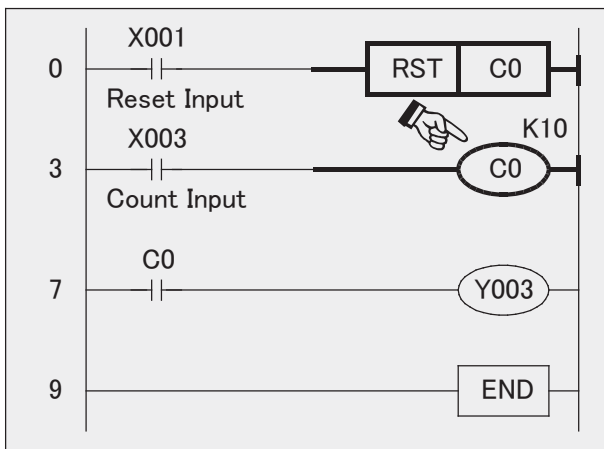 X001
0 RST C0
Reset Input
X003 K10
3 C0
Count Input
C0
7 Y003
9 END